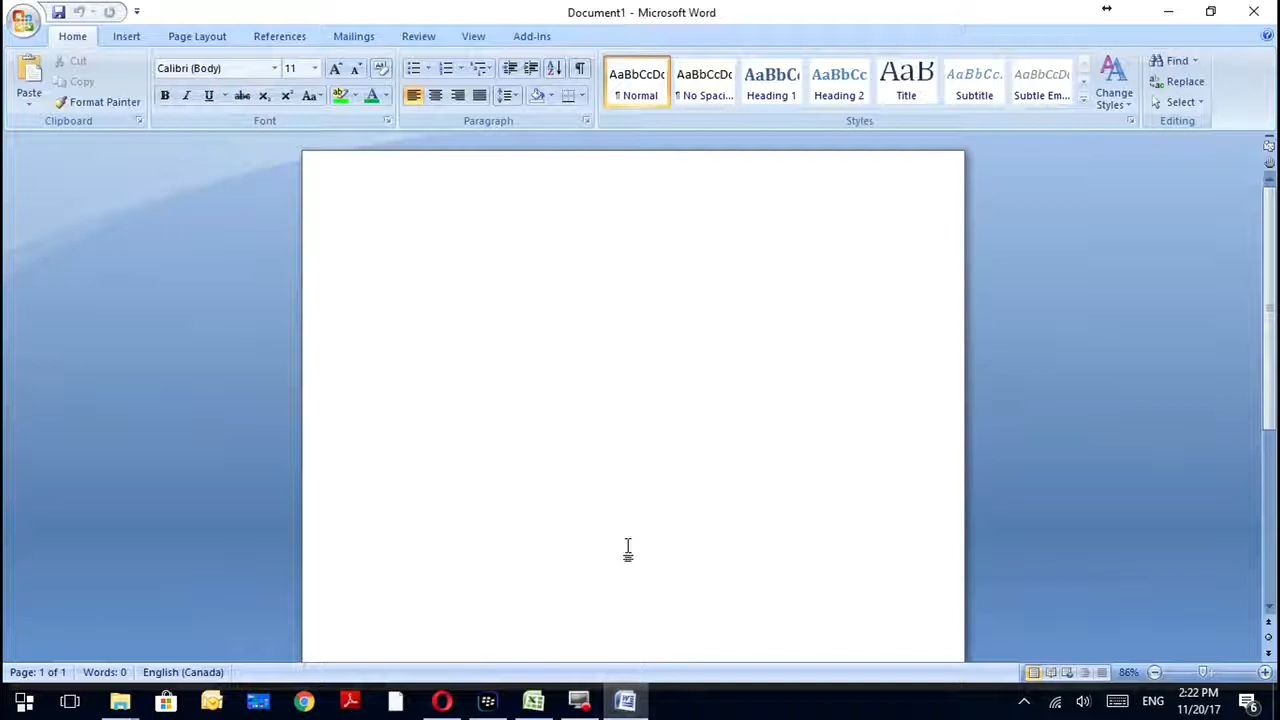 Document1 - Microsoft Word
Home Insert Page Layout References Mailings Review View Add-Ins
Paste
Cut
Copy
Format Painter
Clipboard
Calibri (Body) 11
Font
Paragraph
AaBbCcDc AaBbCcDc AaBbCc AaBbCc AaB AaBbCc. AaBbCcDc
¶ Normal ¶ No Spaci... Heading 1 Heading 2 Title Subtitle Subtle Em...
Change Styles
Styles
Find
Replace
Select
Editing
Page: 1 of 1 Words: 0 English (Canada) 86%
ENG
2:22 PM
11/20/17
6